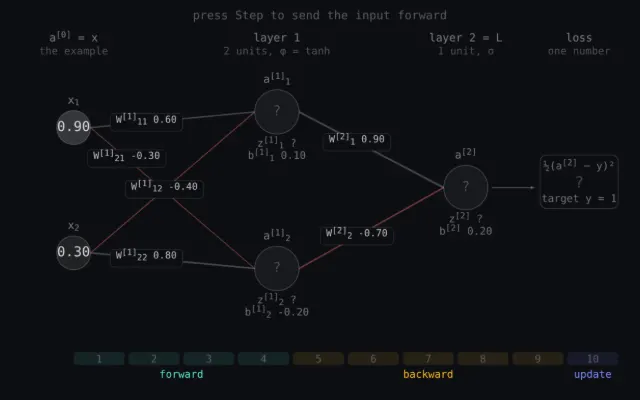 press Step to send the input forward
a[0] = x
the example
layer 1
2 units, φ = tanh
layer 2 = L
1 unit, σ
loss
one number
a[1]1
x1
0.90
W[1]11 0.60
?
W[1]21 -0.30
z[1]1 ?
b[1]1 0.10
W[2]1 0.90
a[2]
½(a[2] − y)²
?
target y = 1
?
W[1]12 -0.40
z[2] ?
b[2] 0.20
x2
0.30
W[1]22 0.80
a[1]2
?
W[2]2 -0.70
z[1]2 ?
b[1]2 -0.20
1 2 3 4 5 6 7 8 9 10
forward backward update